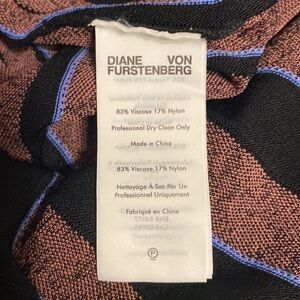 DIANE VON
FURSTENBERG
83% Viscose 17% Nylon
Professional Dry Clean Only
Made in China
83% Viscose 17% Nylon
Nettoyage À Sec Par Un
Professionnel Uniquement
Fabriqué en Chine
P